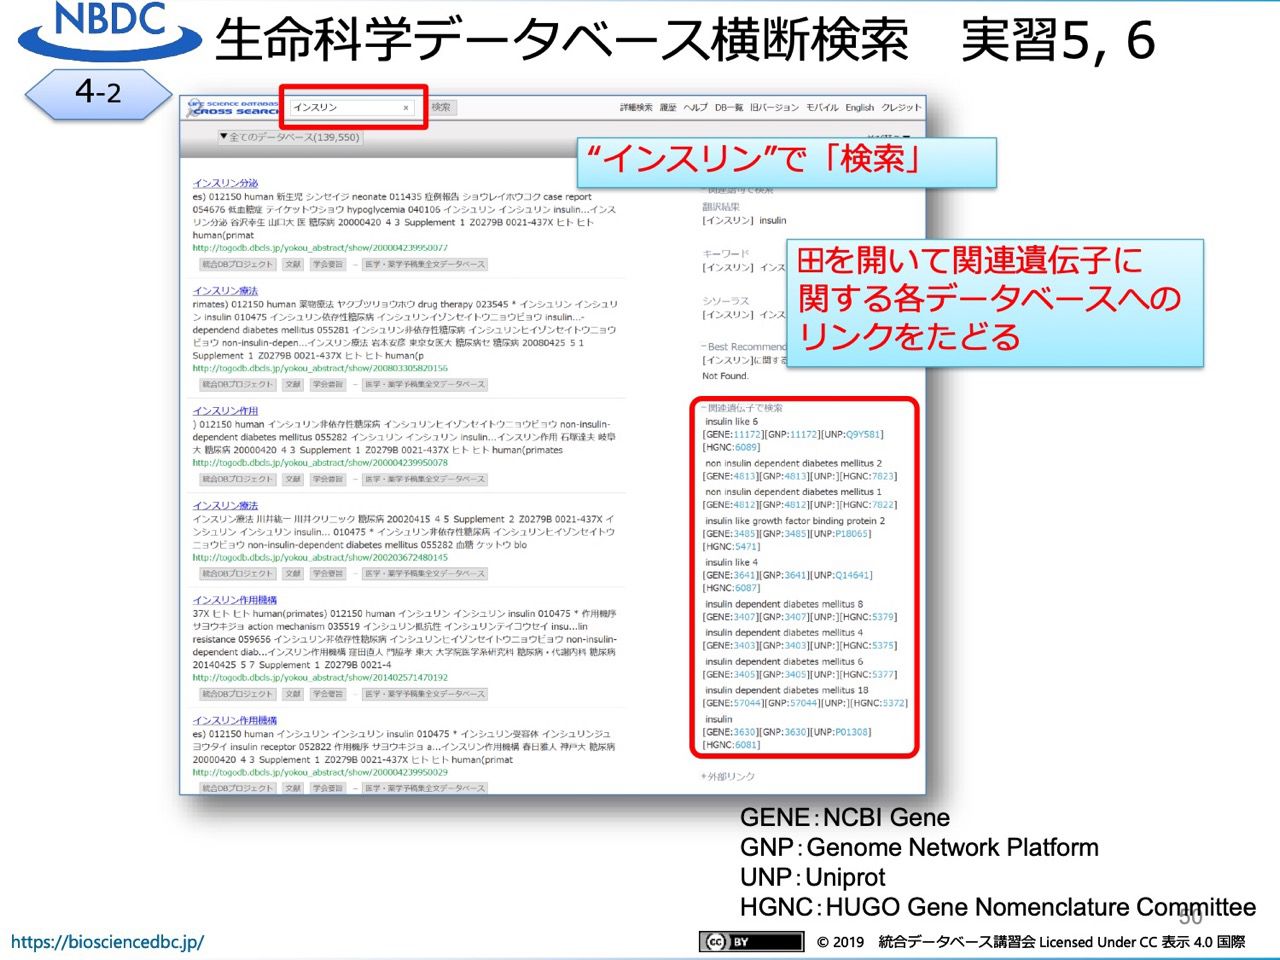 NBDC
生命科学データベース横断検索　実習5, 6
4-2
LIFE SCIENCE DATABASE
CROSS SEARCH
インスリン
×
検索
詳細検索 履歴 ヘルプ DB一覧 旧バージョン モバイル English クレジット
▼全てのデータベース(139,550)
“インスリン”で「検索」
インスリン分泌
es) 012150 human 新生児 シンセイジ neonate 011435 症例報告 ショウレイホウコク case report
054676 低血糖症 テイケットウショウ hypoglycemia 040106 インシュリン インシュリン insulin...インス
リン分泌 谷沢幸生 山口大 医 糖尿病 20000420 4 3 Supplement 1 Z0279B 0021-437X ヒト ヒト
human(primat
http://togodb.dbcls.jp/yokou_abstract/show/200004239950077
統合DBプロジェクト 文献 学会要旨 － 医学・薬学予稿集全文データベース
インスリン療法
rimates) 012150 human 薬物療法 ヤクブツリョウホウ drug therapy 023545 * インシュリン インシュリ
ン insulin 010475 インシュリン依存性糖尿病 インシュリンイゾンセイトウニョウビョウ insulin...-
dependend diabetes mellitus 055281 インシュリン非依存性糖尿病 インシュリンヒイゾンセイトウニョウ
ビョウ non-insulin-depen...インスリン療法 岩本安彦 東京女医大 糖尿病セ 糖尿病 20080425 5 1
Supplement 1 Z0279B 0021-437X ヒト ヒト human(p
http://togodb.dbcls.jp/yokou_abstract/show/200803305820156
統合DBプロジェクト 文献 学会要旨 － 医学・薬学予稿集全文データベース
インスリン作用
) 012150 human インシュリン非依存性糖尿病 インシュリンヒイゾンセイトウニョウビョウ non-insulin-
dependent diabetes mellitus 055282 インシュリン インシュリン insulin...インスリン作用 石塚達夫 岐阜
大 糖尿病 20000420 4 3 Supplement 1 Z0279B 0021-437X ヒト ヒト human(primates
http://togodb.dbcls.jp/yokou_abstract/show/200004239950078
統合DBプロジェクト 文献 学会要旨 － 医学・薬学予稿集全文データベース
インスリン療法
インスリン療法 川井紘一 川井クリニック 糖尿病 20020415 4 5 Supplement 2 Z0279B 0021-437X イ
ンシュリン インシュリン insulin... 010475 * インシュリン非依存性糖尿病 インシュリンヒイゾンセイトウ
ニョウビョウ non-insulin-dependent diabetes mellitus 055282 血糖 ケットウ blo
http://togodb.dbcls.jp/yokou_abstract/show/200203672480145
統合DBプロジェクト 文献 学会要旨 － 医学・薬学予稿集全文データベース
インスリン作用機構
37X ヒト ヒト human(primates) 012150 human インシュリン インシュリン insulin 010475 * 作用機序
サヨウキジョ action mechanism 035519 インシュリン抵抗性 インシュリンテイコウセイ insu...lin
resistance 059656 インシュリン非依存性糖尿病 インシュリンヒイゾンセイトウニョウビョウ non-insulin-
dependent diab...インスリン作用機構 窪田直人 門脇孝 東大 大学院医学系研究科 糖尿病・代謝内科 糖尿病
20140425 5 7 Supplement 1 Z0279B 0021-4
http://togodb.dbcls.jp/yokou_abstract/show/201402571470192
統合DBプロジェクト 文献 学会要旨 － 医学・薬学予稿集全文データベース
インスリン作用機構
es) 012150 human インシュリン インシュリン insulin 010475 * インシュリン受容体 インシュリンジュ
ヨウタイ insulin receptor 052822 作用機序 サヨウキジョ a...インスリン作用機構 春日雅人 神戸大 糖尿病
20000420 4 3 Supplement 1 Z0279B 0021-437X ヒト ヒト human(primat
http://togodb.dbcls.jp/yokou_abstract/show/200004239950029
統合DBプロジェクト 文献 学会要旨 － 医学・薬学予稿集全文データベース
－関連語句で検索
翻訳結果
[インスリン] insulin
キーワード
[インスリン] インス
シソーラス
[インスリン] インス
－Best Recommend
[インスリン]に関する
Not Found.
田を開いて関連遺伝子に
関する各データベースへの
リンクをたどる
－関連遺伝子で検索
insulin like 6
[GENE:11172][GNP:11172][UNP:Q9Y581]
[HGNC:6089]
non insulin dependent diabetes mellitus 2
[GENE:4813][GNP:4813][UNP:][HGNC:7823]
non insulin dependent diabetes mellitus 1
[GENE:4812][GNP:4812][UNP:][HGNC:7822]
insulin like growth factor binding protein 2
[GENE:3485][GNP:3485][UNP:P18065]
[HGNC:5471]
insulin like 4
[GENE:3641][GNP:3641][UNP:Q14641]
[HGNC:6087]
insulin dependent diabetes mellitus 8
[GENE:3407][GNP:3407][UNP:][HGNC:5379]
insulin dependent diabetes mellitus 4
[GENE:3403][GNP:3403][UNP:][HGNC:5375]
insulin dependent diabetes mellitus 6
[GENE:3405][GNP:3405][UNP:][HGNC:5377]
insulin dependent diabetes mellitus 18
[GENE:57044][GNP:57044][UNP:][HGNC:5372]
insulin
[GENE:3630][GNP:3630][UNP:P01308]
[HGNC:6081]
+外部リンク
GENE：NCBI Gene
GNP：Genome Network Platform
UNP：Uniprot
HGNC：HUGO Gene Nomenclature Committee
50
https://biosciencedbc.jp/
cc BY
© 2019　統合データベース講習会 Licensed Under CC 表示 4.0 国際